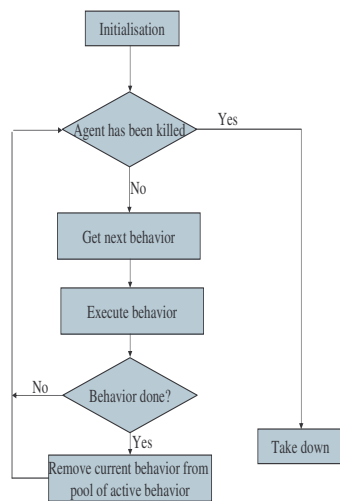 Initialisation
Agent has been killed
Yes
No
Get next behavior
Execute behavior
No
Behavior done?
Yes
Take down
Remove current behavior from
pool of active behavior